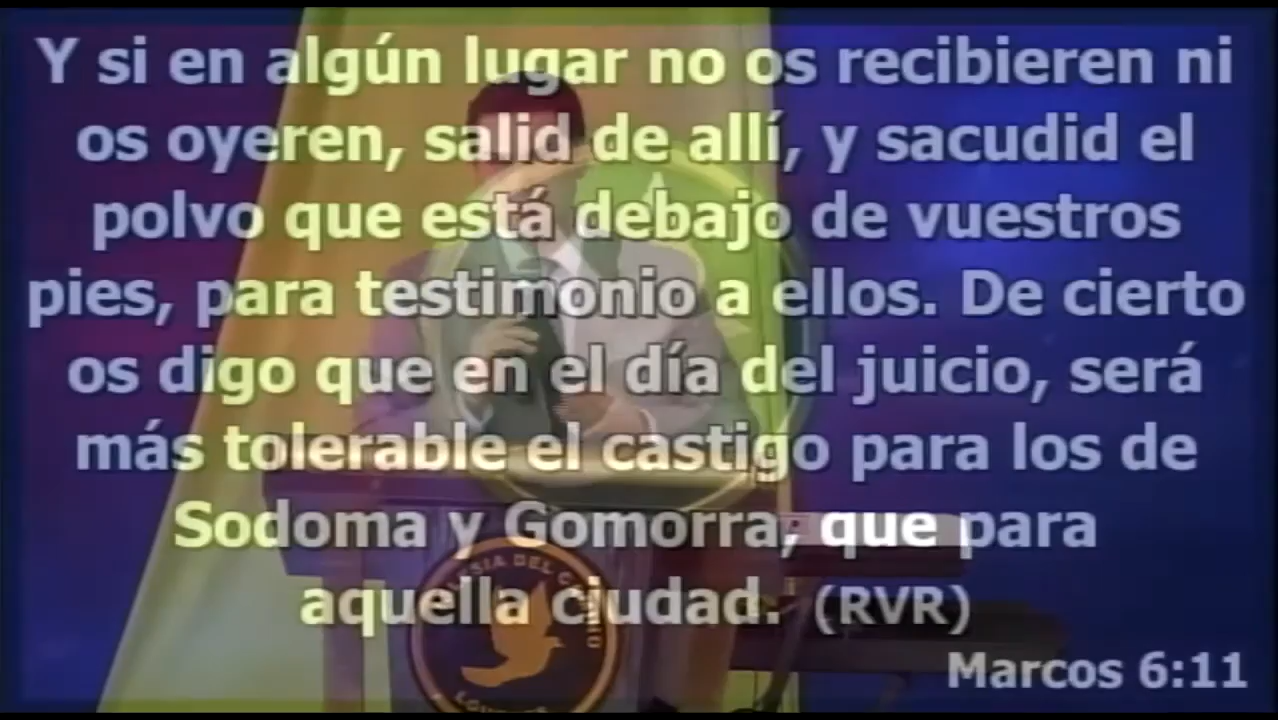 Y si en algún lugar no os recibieren ni
os oyeren, salid de allí, y sacudid el
polvo que está debajo de vuestros
pies, para testimonio a ellos. De cierto
os digo que en el día del juicio, será
más tolerable el castigo para los de
Sodoma y Gomorra, que para
aquella ciudad. (RVR)
Marcos 6:11
DEL